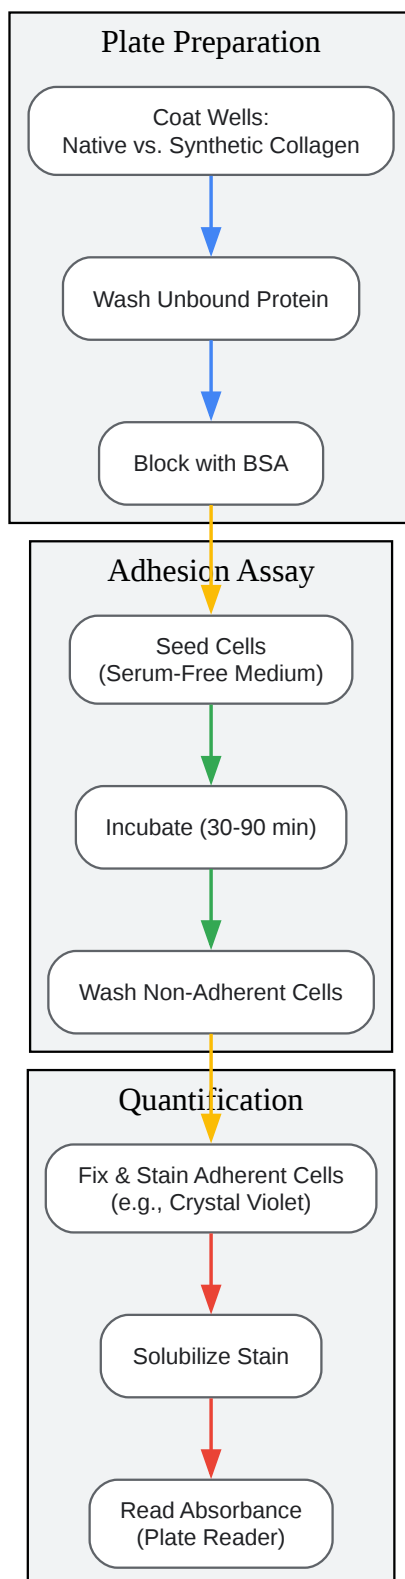 Plate Preparation
Coat Wells:
Native vs. Synthetic Collagen
Wash Unbound Protein
Block with BSA
Adhesion Assay
Seed Cells
(Serum-Free Medium)
Incubate (30-90 min)
Wash Non-Adherent Cells
Quantification
Fix & Stain Adherent Cells
(e.g., Crystal Violet)
Solubilize Stain
Read Absorbance
(Plate Reader)